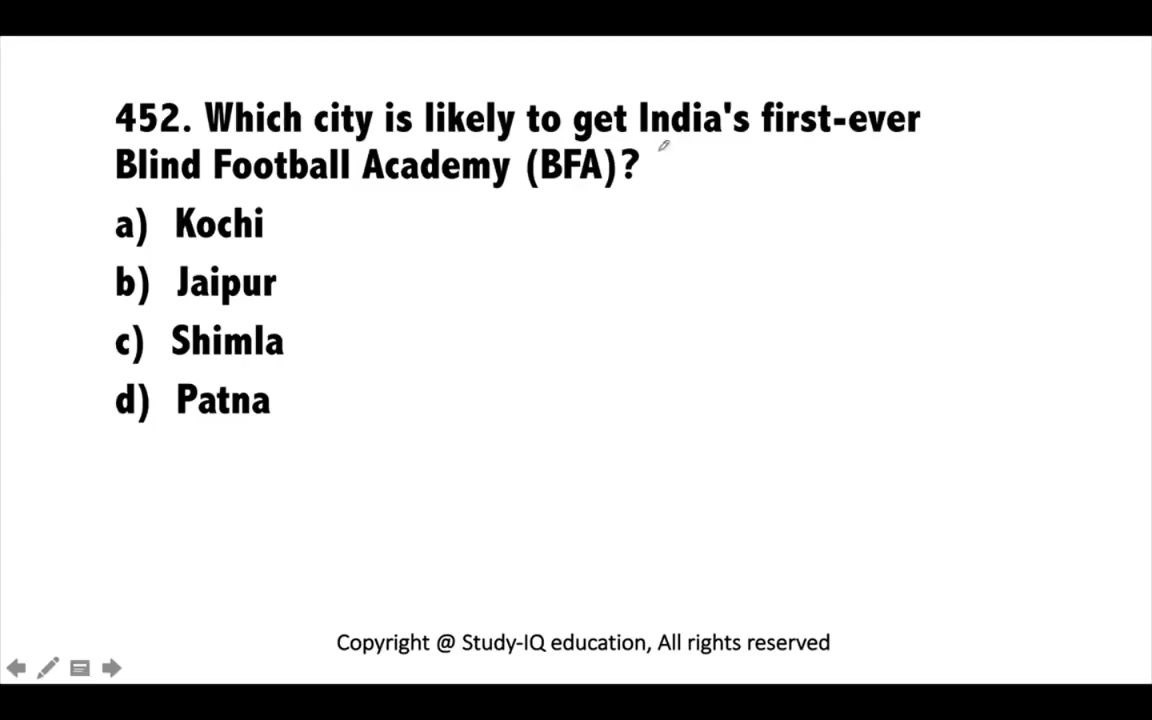 452. Which city is likely to get India's first-ever
Blind Football Academy (BFA)?
a) Kochi
b) Jaipur
c) Shimla
d) Patna
Copyright @ Study-IQ education, All rights reserved